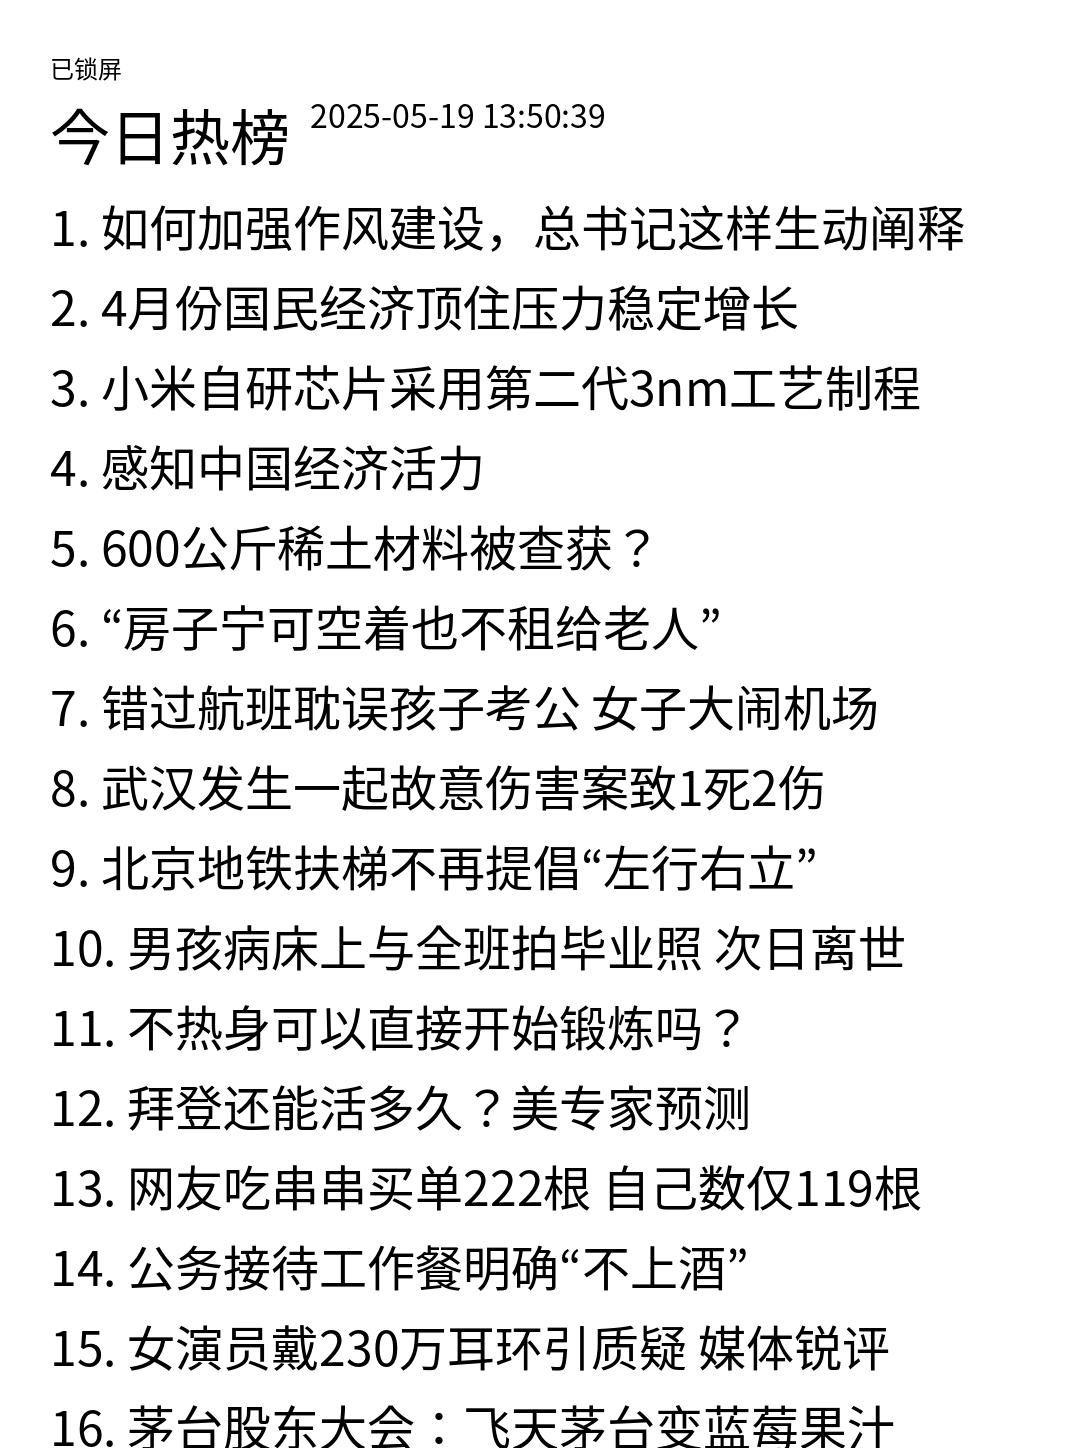 已锁屏
今日热榜 2025-05-19 13:50:39
1. 如何加强作风建设，总书记这样生动阐释
2. 4月份国民经济顶住压力稳定增长
3. 小米自研芯片采用第二代3nm工艺制程
4. 感知中国经济活力
5. 600公斤稀土材料被查获？
6. “房子宁可空着也不租给老人”
7. 错过航班耽误孩子考公 女子大闹机场
8. 武汉发生一起故意伤害案致1死2伤
9. 北京地铁扶梯不再提倡“左行右立”
10. 男孩病床上与全班拍毕业照 次日离世
11. 不热身可以直接开始锻炼吗？
12. 拜登还能活多久？美专家预测
13. 网友吃串串买单222根 自己数仅119根
14. 公务接待工作餐明确“不上酒”
15. 女演员戴230万耳环引质疑 媒体锐评
16. 茅台股东大会：飞天茅台变蓝莓果汁